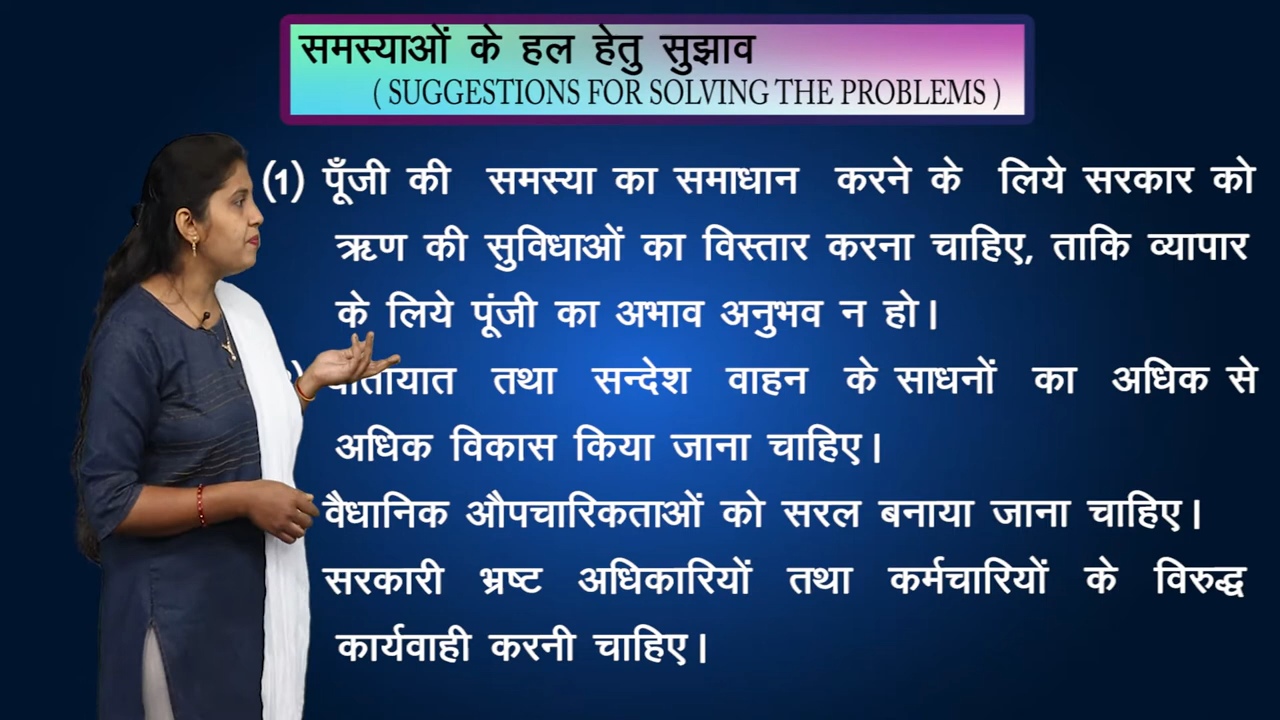 समस्याओं के हल हेतु सुझाव
( SUGGESTIONS FOR SOLVING THE PROBLEMS )
(1) पूँजी की समस्या का समाधान करने के लिये सरकार को
ऋण की सुविधाओं का विस्तार करना चाहिए, ताकि व्यापार
के लिये पूंजी का अभाव अनुभव न हो।
तथा सन्देश वाहन के साधनों का अधिक से
अधिक विकास किया जाना चाहिए।
वैधानिक औपचारिकताओं को सरल बनाया जाना चाहिए।
सरकारी भ्रष्ट अधिकारियों तथा कर्मचारियों के विरुद्ध
कार्यवाही करनी चाहिए।